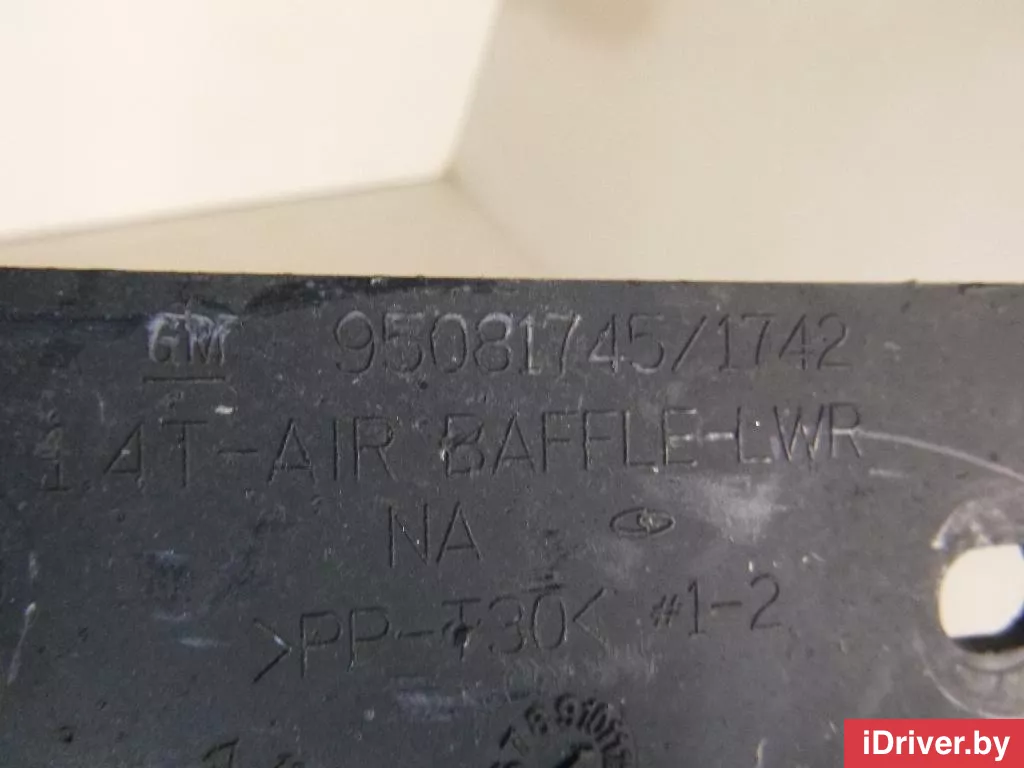 GM 95081745/1742
1.4T-AIR BAFFLE-LWR
NA
>PP-T30< #1-2
iDriver.by